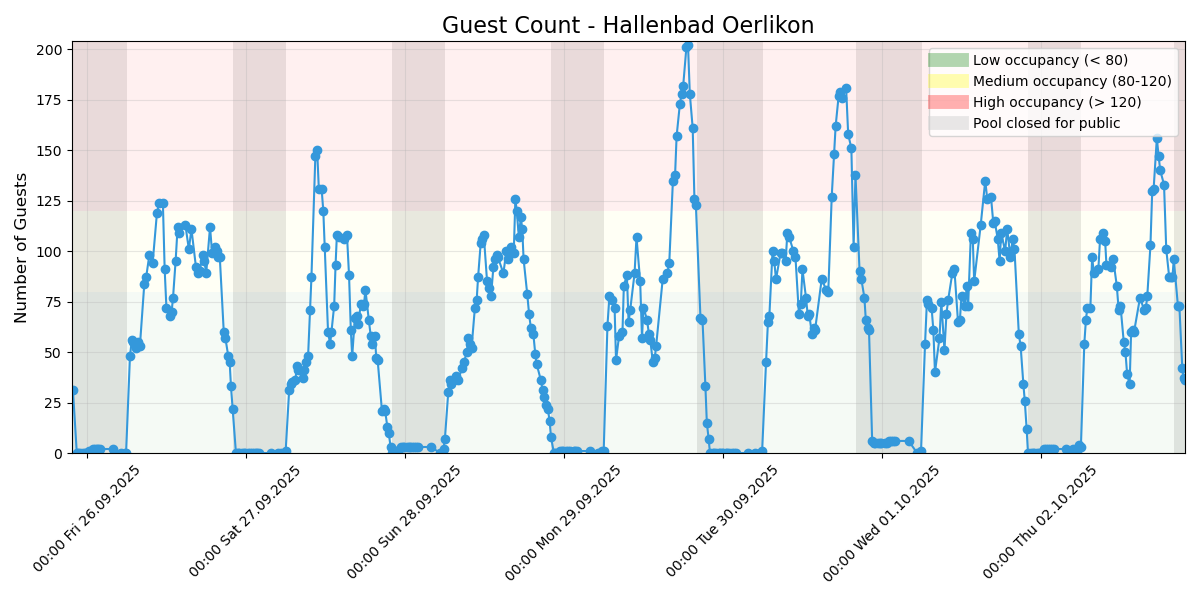 Guest Count - Hallenbad Oerlikon
Number of Guests
200
175
150
125
100
75
50
25
0
Low occupancy (< 80)
Medium occupancy (80-120)
High occupancy (> 120)
Pool closed for public
00:00 Fri 26.09.2025
00:00 Sat 27.09.2025
00:00 Sun 28.09.2025
00:00 Mon 29.09.2025
00:00 Tue 30.09.2025
00:00 Wed 01.10.2025
00:00 Thu 02.10.2025